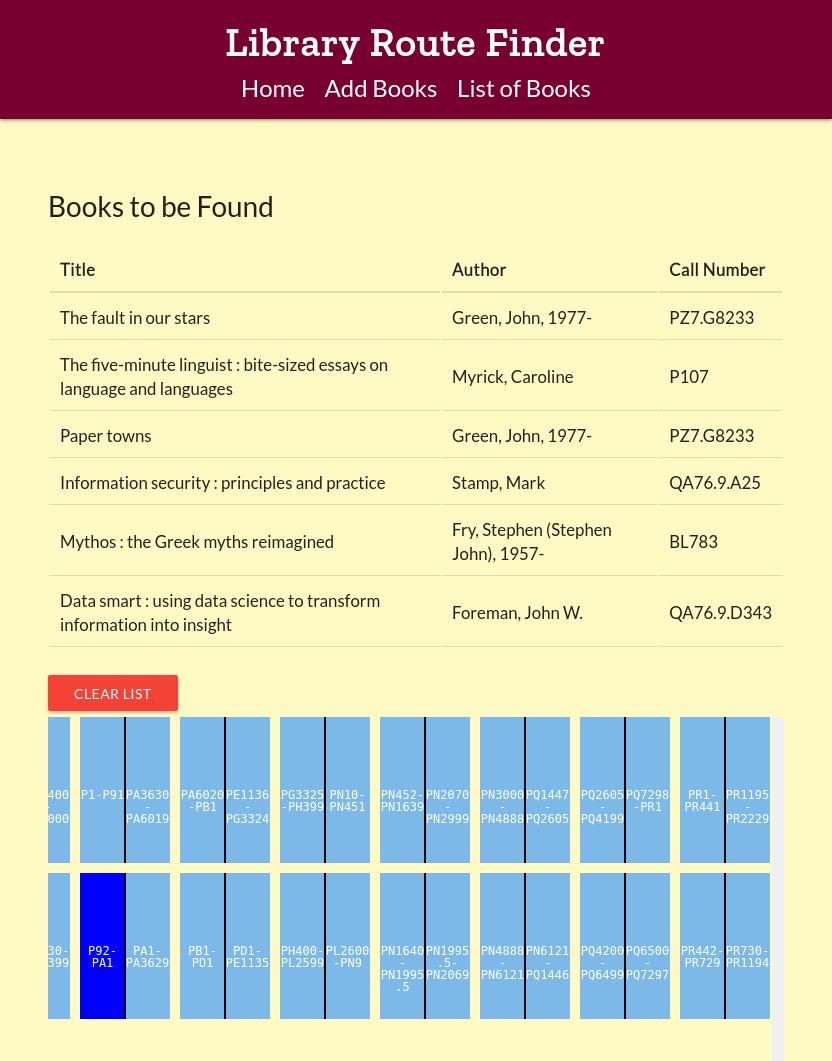 Library Route Finder
Home Add Books List of Books
Books to be Found
Title Author Call Number
The fault in our stars Green, John, 1977- PZ7.G8233
The five-minute linguist : bite-sized essays on
language and languages Myrick, Caroline P107
Paper towns Green, John, 1977- PZ7.G8233
Information security : principles and practice Stamp, Mark QA76.9.A25
Mythos : the Greek myths reimagined Fry, Stephen (Stephen
John), 1957- BL783
Data smart : using data science to transform
information into insight Foreman, John W. QA76.9.D343
CLEAR LIST
400 P1-P91 PA3630 PA6020 PE1136 PG3325 PN10- PN452- PN2070 PN3000 PQ1447 PQ2605 PQ7298 PR1- PR1195
- - -PB1 - -PH399 PN451 PN1639 - - - - -PR1 PR441 -
000 PA6019 PG3324 PN2999 PN4888 PQ2605 PQ4199 PR2229
30- P92- PA1- PB1- PD1- PH400- PL2600 PN1640 PN1995 PN4888 PN6121 PQ4200 PQ6500 PR442- PR730-
399 PA1 PA3629 PD1 PE1135 PL2599 -PN9 - .5- - - - - PR729 PR1194
PN1995 PN2069 PN6121 PQ1446 PQ6499 PQ7297
.5